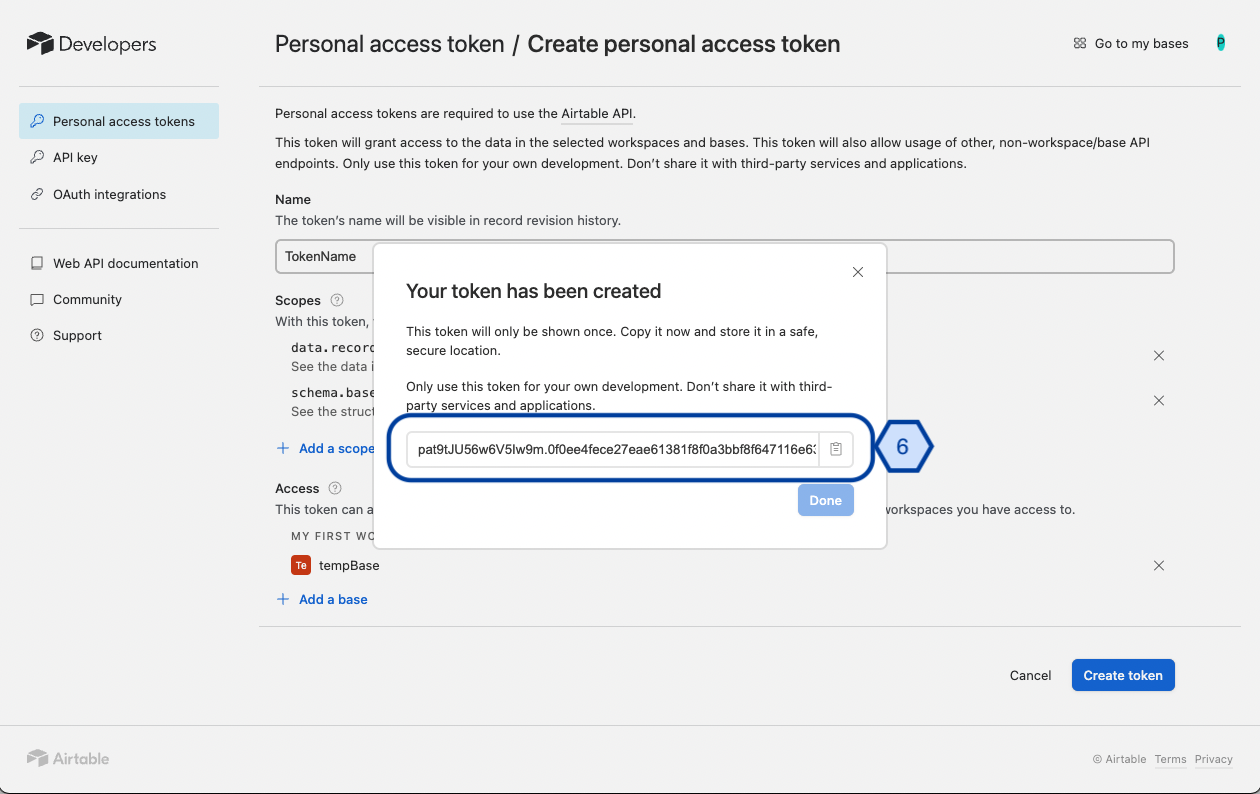 Developers
Personal access token / Create personal access token
Go to my bases
P
Personal access tokens
API key
OAuth integrations
Web API documentation
Community
Support
Personal access tokens are required to use the Airtable API.
This token will grant access to the data in the selected workspaces and bases. This token will also allow usage of other, non-workspace/base API
endpoints. Only use this token for your own development. Don't share it with third-party services and applications.
Name
The token's name will be visible in record revision history.
TokenName
Scopes ?
With this token,
data.record
See the data i
schema.base
See the struct
+ Add a scope
Your token has been created
This token will only be shown once. Copy it now and store it in a safe,
secure location.
Only use this token for your own development. Don't share it with third-
party services and applications.
pat9tJU56w6V5Iw9m.0f0ee4fece27eae61381f8f0a3bbf8f647116e63
6
Done
Access ?
This token can a
workspaces you have access to.
MY FIRST WO
Te tempBase
+ Add a base
Cancel
Create token
Airtable
© Airtable Terms Privacy